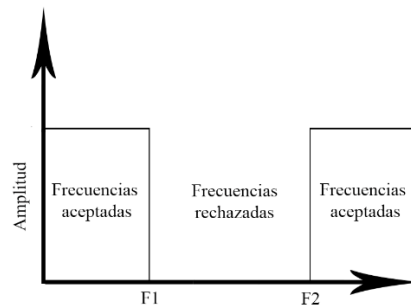 Amplitud
Frecuencias
aceptadas
Frecuencias
rechazadas
Frecuencias
aceptadas
F1
F2